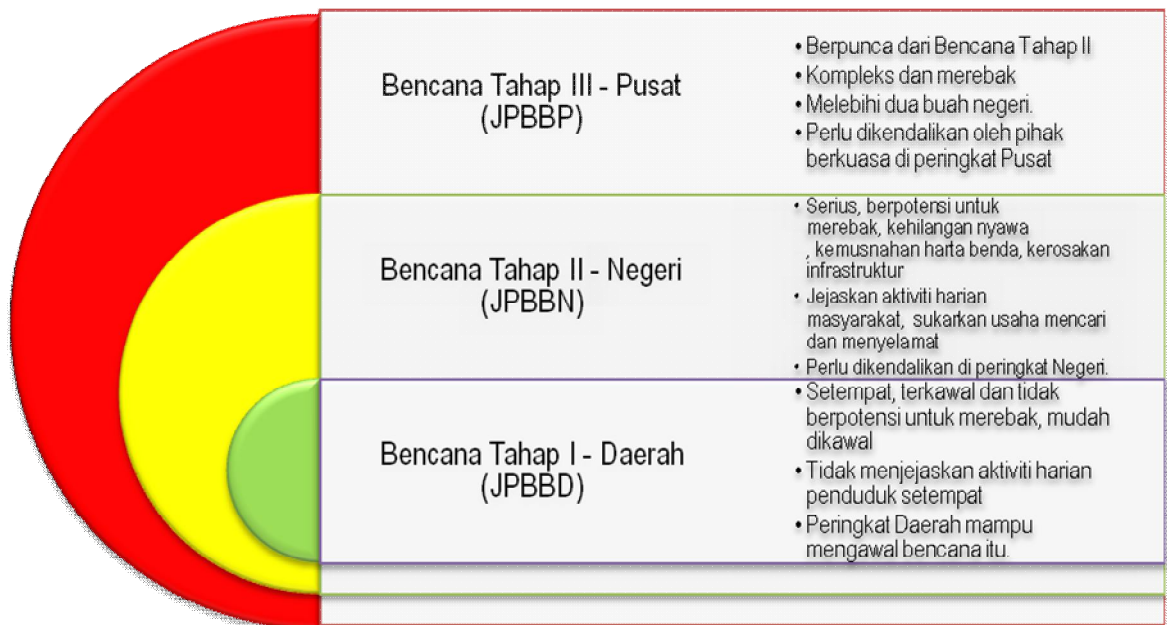 Bencana Tahap III - Pusat
(JPBBP)
• Berpunca dari Bencana Tahap II
• Kompleks dan merebak
• Melebihi dua buah negeri.
• Perlu dikendalikan oleh pihak
berkuasa di peringkat Pusat
Bencana Tahap II - Negeri
(JPBBN)
• Serius, berpotensi untuk
merebak, kehilangan nyawa
, kemusnahan harta benda, kerosakan
infrastruktur
• Jejaskan aktiviti harian
masyarakat, sukarkan usaha mencari
dan menyelamat
• Perlu dikendalikan di peringkat Negeri.
Bencana Tahap I - Daerah
(JPBBD)
• Setempat, terkawal dan tidak
berpotensi untuk merebak, mudah
dikawal
• Tidak menjejaskan aktiviti harian
penduduk setempat
• Peringkat Daerah mampu
mengawal bencana itu.